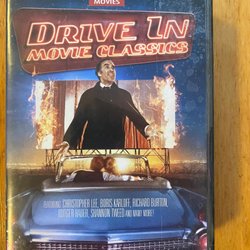 MOVIES
DRIVE IN
MOVIE CLASSICS
FEATURING: CHRISTOPHER LEE, BORIS KARLOFF, RICHARD BURTON,
RUTGER HAUER, SHANNON TWEED AND MANY MORE!